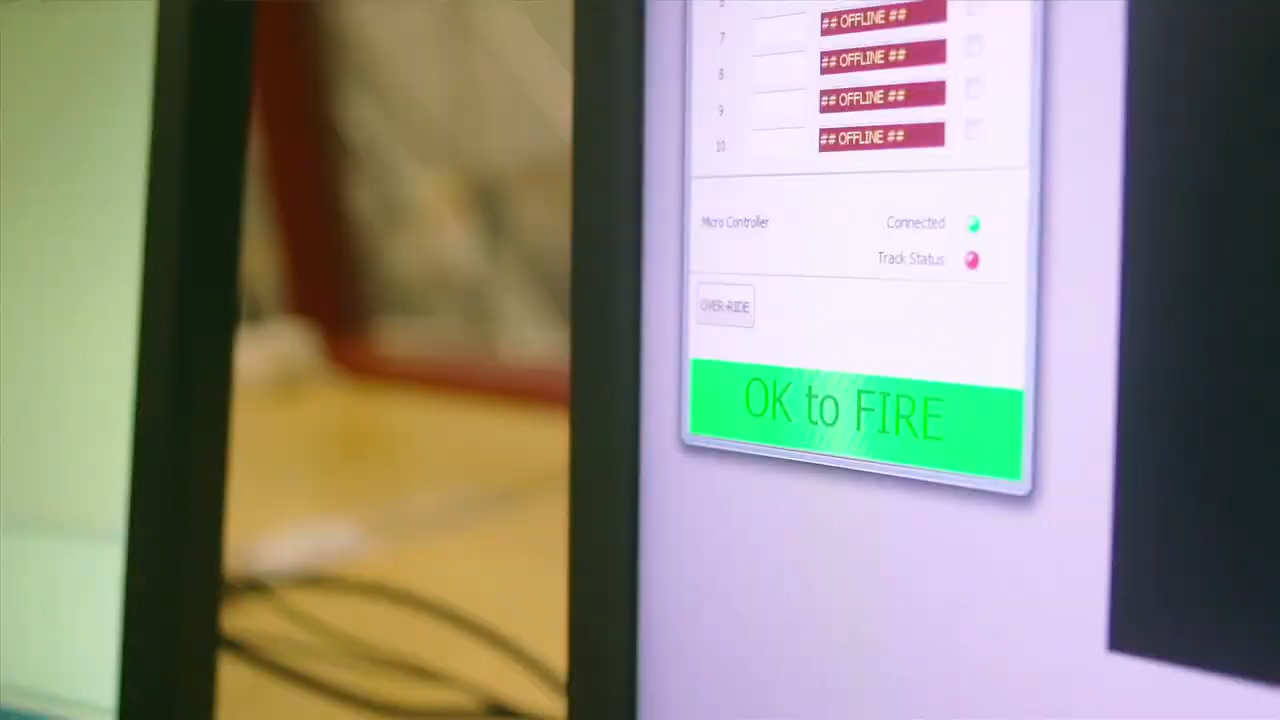 ## OFFLINE ##
7
## OFFLINE ##
8
## OFFLINE ##
9
## OFFLINE ##
10
Micro Controller Connected
Track Status
OVER-RIDE
OK to FIRE